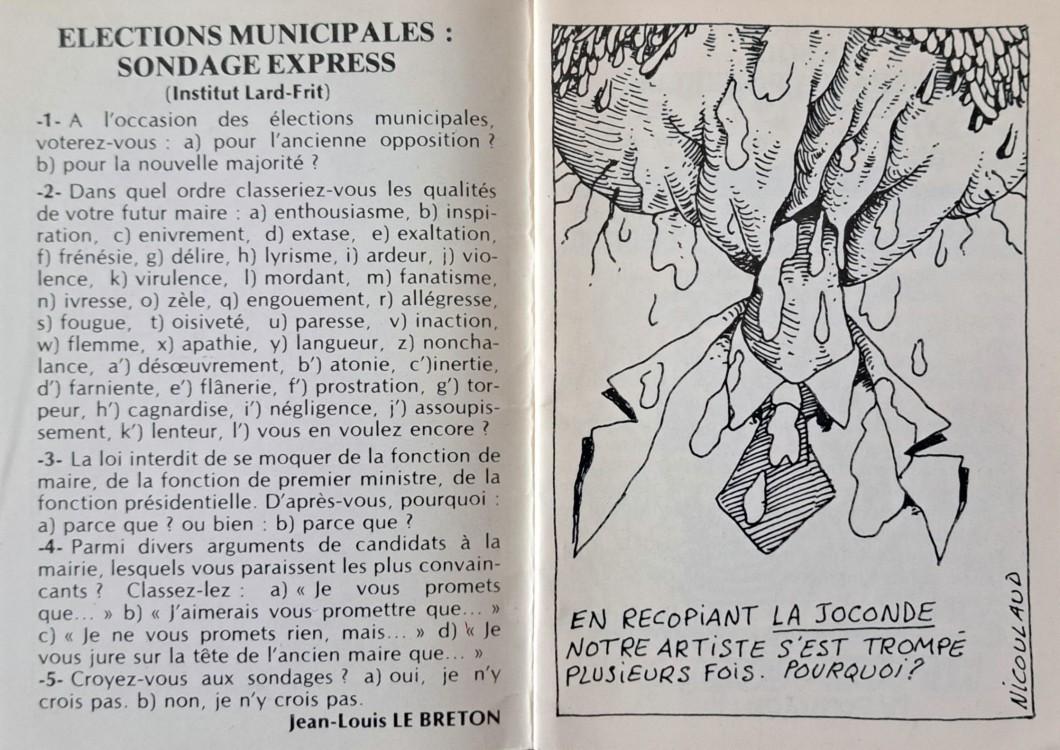 ELECTIONS MUNICIPALES :
SONDAGE EXPRESS
(Institut Lard-Frit)
-1- A l'occasion des élections municipales,
voterez-vous : a) pour l'ancienne opposition ?
b) pour la nouvelle majorité ?
-2- Dans quel ordre classeriez-vous les qualités
de votre futur maire : a) enthousiasme, b) inspi-
ration, c) enivrement, d) extase, e) exaltation,
f) frénésie, g) délire, h) lyrisme, i) ardeur, j) vio-
lence, k) virulence, l) mordant, m) fanatisme,
n) ivresse, o) zèle, q) engouement, r) allégresse,
s) fougue, t) oisiveté, u) paresse, v) inaction,
w) flemme, x) apathie, y) langueur, z) noncha-
lance, a') désœuvrement, b') atonie, c')inertie,
d') farniente, e') flânerie, f') prostration, g') tor-
peur, h') cagnardise, i') négligence, j') assoupis-
sement, k') lenteur, l') vous en voulez encore ?
-3- La loi interdit de se moquer de la fonction de
maire, de la fonction de premier ministre, de la
fonction présidentielle. D'après-vous, pourquoi :
a) parce que ? ou bien : b) parce que ?
-4- Parmi divers arguments de candidats à la
mairie, lesquels vous paraissent les plus convain-
cants ? Classez-lez : a) « Je vous promets
que... » b) « J'aimerais vous promettre que... »
c) « Je ne vous promets rien, mais... » d) « Je
vous jure sur la tête de l'ancien maire que... »
-5- Croyez-vous aux sondages ? a) oui, je n'y
crois pas. b) non, je n'y crois pas.
Jean-Louis LE BRETON
EN RECOPIANT LA JOCONDE
NOTRE ARTISTE S'EST TROMPÉ
PLUSIEURS FOIS. POURQUOI?
NICOULAUD